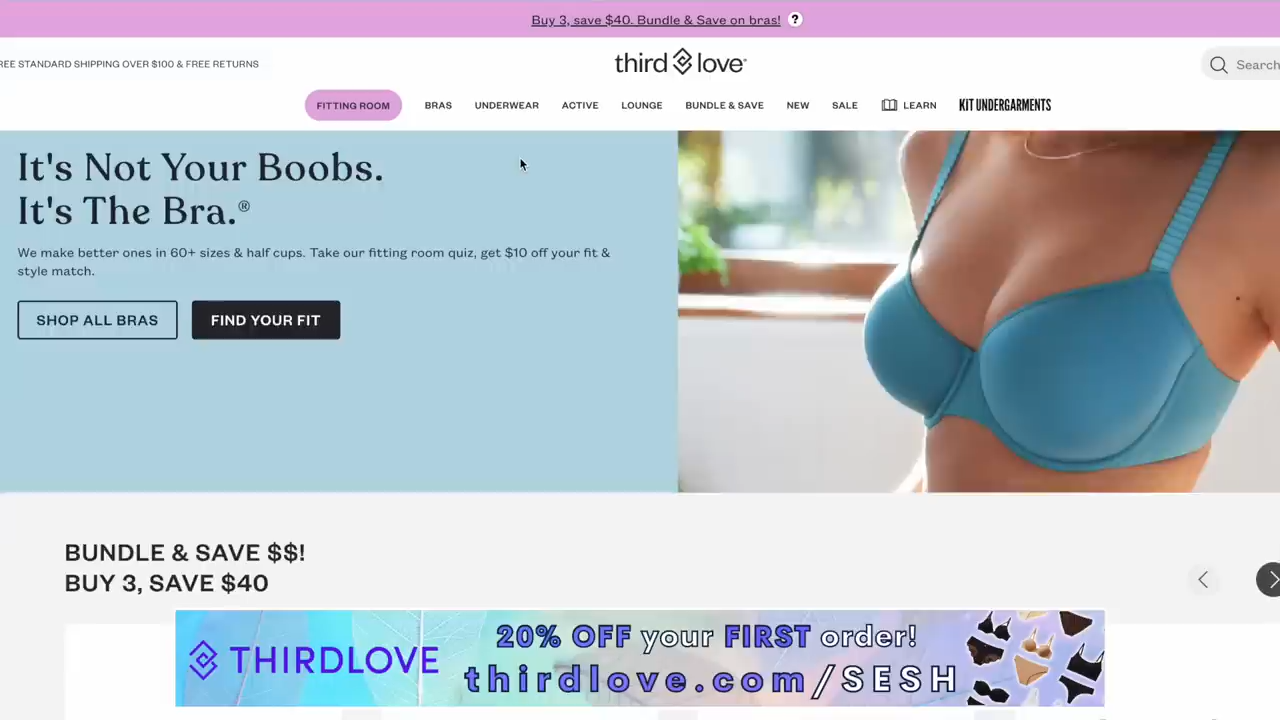 Buy 3, save $40. Bundle & Save on bras! ?
REE STANDARD SHIPPING OVER $100 & FREE RETURNS
third love
Search
FITTING ROOM BRAS UNDERWEAR ACTIVE LOUNGE BUNDLE & SAVE NEW SALE LEARN KIT UNDERGARMENTS
It's Not Your Boobs.
It's The Bra.®
We make better ones in 60+ sizes & half cups. Take our fitting room quiz, get $10 off your fit &
style match.
SHOP ALL BRAS FIND YOUR FIT
BUNDLE & SAVE $$!
BUY 3, SAVE $40
THIRDLOVE
20% OFF your FIRST order!
thirdlove.com/SESH